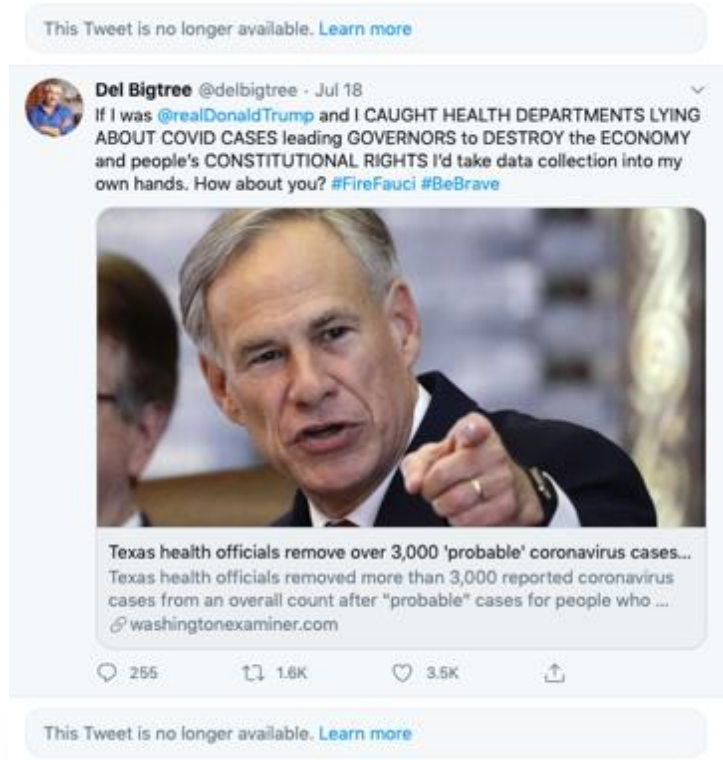 This Tweet is no longer available. Learn more
Del Bigtree @delbigtree · Jul 18
If I was @realDonaldTrump and I CAUGHT HEALTH DEPARTMENTS LYING
ABOUT COVID CASES leading GOVERNORS to DESTROY the ECONOMY
and people's CONSTITUTIONAL RIGHTS I'd take data collection into my
own hands. How about you? #FireFauci #BeBrave
Texas health officials remove over 3,000 'probable' coronavirus cases...
Texas health officials removed more than 3,000 reported coronavirus
cases from an overall count after "probable" cases for people who ...
washingtonexaminer.com
255 1.6K 3.5K
This Tweet is no longer available. Learn more